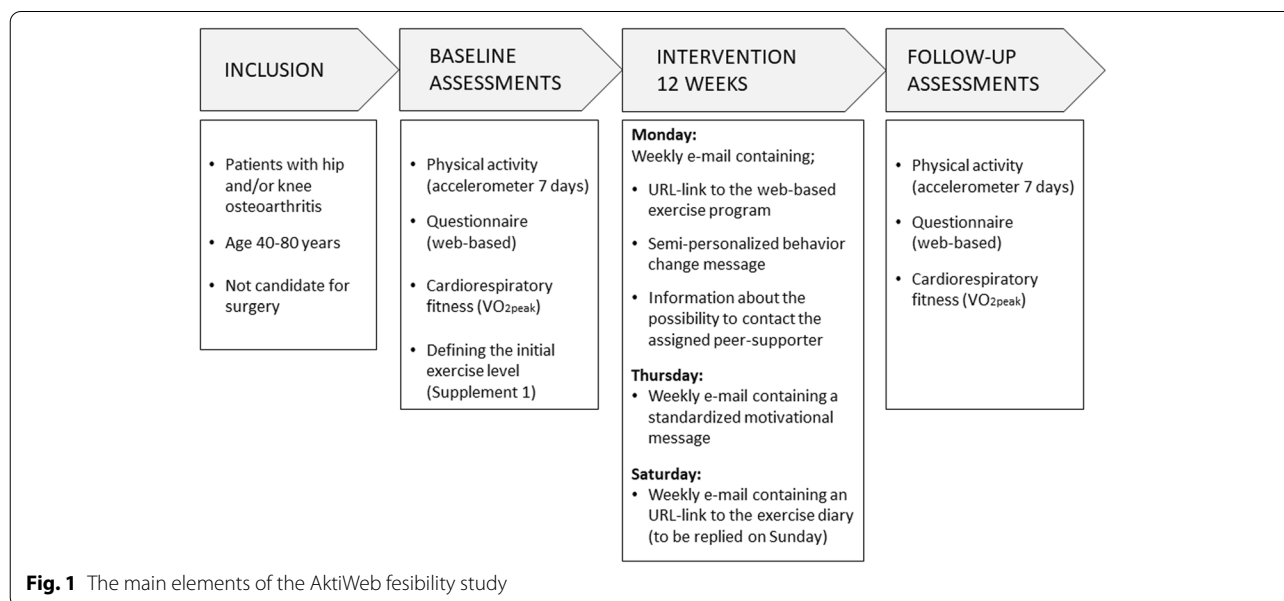 INCLUSION
BASELINE
ASSESSMENTS
INTERVENTION
12 WEEKS
FOLLOW-UP
ASSESSMENTS
• Patients with hip
and/or knee
osteoarthritis
• Age 40-80 years
• Not candidate for
surgery
• Physical activity
(accelerometer 7 days)
• Questionnaire
(web-based)
• Cardiorespiratory
fitness (VO2peak)
• Defining the initial
exercise level
(Supplement 1)
Monday:
Weekly e-mail containing;
• URL-link to the web-based
exercise program
• Semi-personalized behavior
change message
• Information about the
possibility to contact the
assigned peer-supporter
Thursday:
• Weekly e-mail containing a
standardized motivational
message
Saturday:
• Weekly e-mail containing an
URL-link to the exercise diary
(to be replied on Sunday)
• Physical activity
(accelerometer 7 days)
• Questionnaire
(web-based)
• Cardiorespiratory
fitness (VO2peak)
Fig. 1 The main elements of the AktiWeb fesibility study